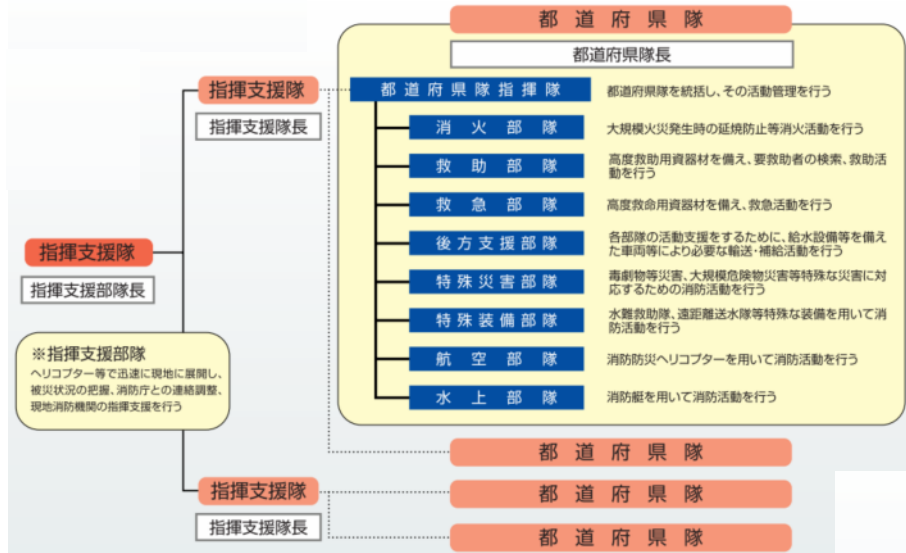 都道府県隊
都道府県隊長
指揮支援隊
指揮支援隊長
都道府県隊指揮隊
都道府県隊を統括し、その活動管理を行う
消火部隊
大規模火災発生時の延焼防止等消火活動を行う
救助部隊
高度救助用資器材を備え、要救助者の検索、救助活
動を行う
救急部隊
高度救命用資器材を備え、救急活動を行う
後方支援部隊
各部隊の活動支援をするために、給水設備等を備え
た車両等により必要な輸送・補給活動を行う
特殊災害部隊
毒劇物等災害、大規模危険物災害等特殊な災害に対
応するための消防活動を行う
特殊装備部隊
水難救助隊、遠距離送水隊等特殊な装備を用いて消
防活動を行う
航空部隊
消防防災ヘリコプターを用いて消防活動を行う
水上部隊
消防艇を用いて消防活動を行う
指揮支援隊
指揮支援部隊長
※指揮支援部隊
ヘリコプター等で迅速に現地に展開し、
被災状況の把握、消防庁との連絡調整、
現地消防機関の指揮支援を行う
都道府県隊
指揮支援隊
指揮支援隊長
都道府県隊
都道府県隊